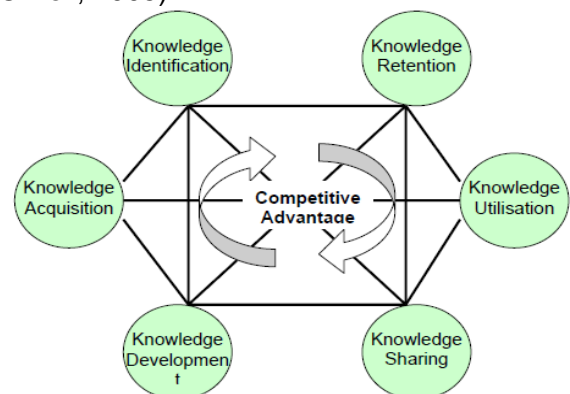 Knowledge
Identification
Knowledge
Retention
Knowledge
Acquisition
Competitive
Advantage
Knowledge
Utilisation
Knowledge
Developmen
t
Knowledge
Sharing